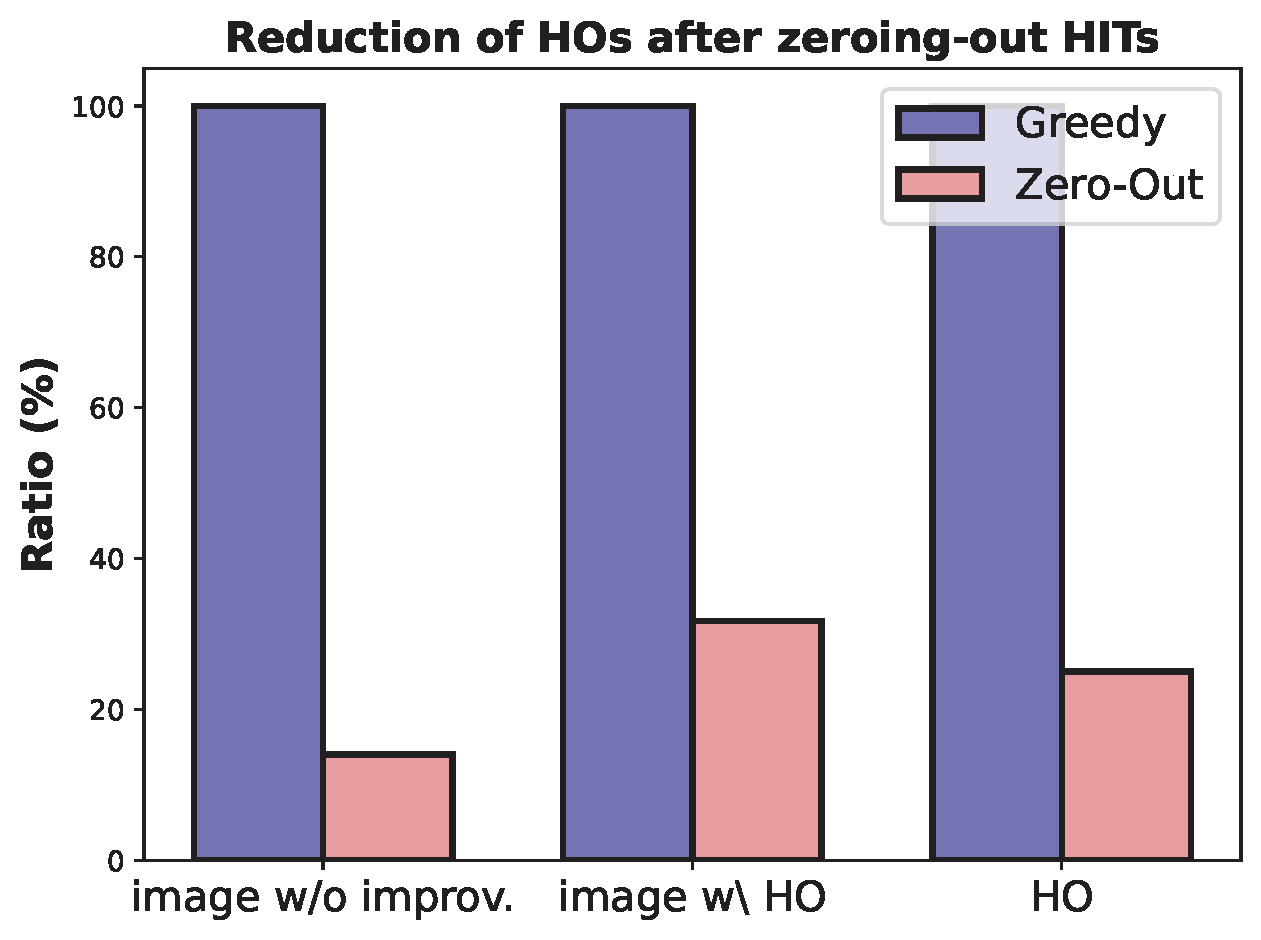 Reduction of HOs after zeroing-out HITs
Ratio (%)
100
80
60
40
20
0
Greedy
Zero-Out
image w/o improv.
image w\ HO
HO